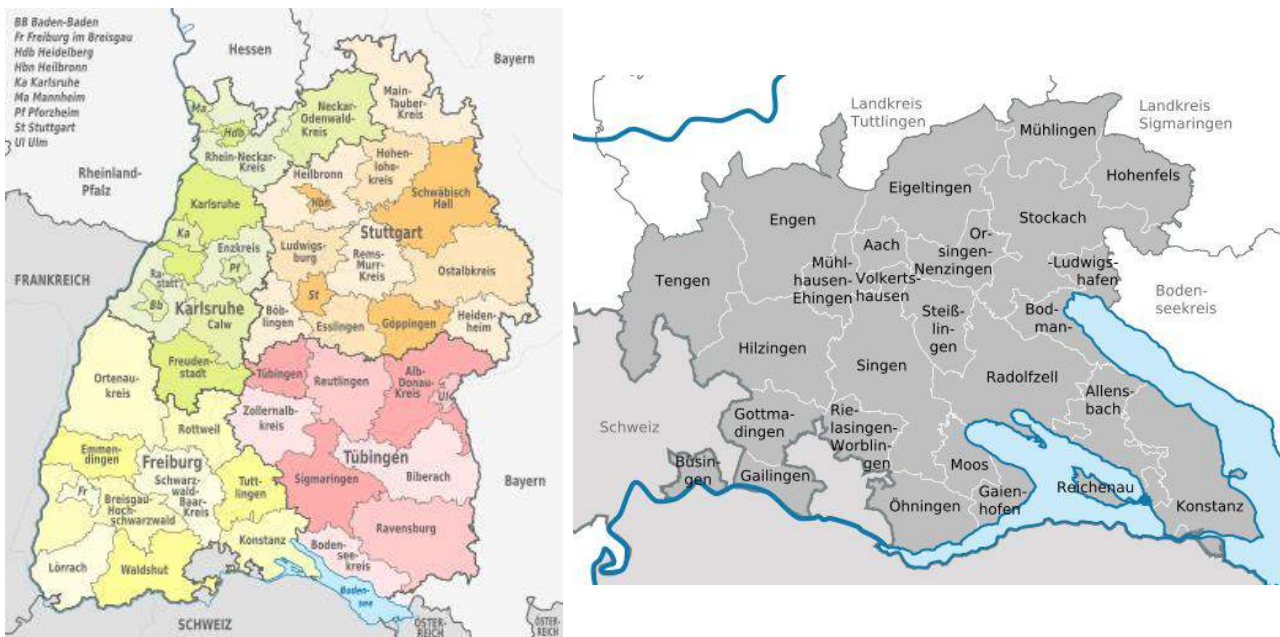 BB Baden-Baden
Fr Freiburg im Breisgau
Hdb Heidelberg
Hbn Heilbronn
Ka Karlsruhe
Ma Mannheim
Pf Pforzheim
St Stuttgart
Ul Ulm
Hessen
Bayern
Rheinland-
Pfalz
FRANKREICH
Main-
Tauber-
Kreis
Neckar-
Odenwald-
Kreis
Ma
Hdb
Rhein-Neckar-
Kreis
Heilbronn
Hohen-
lohe-
kreis
Hbn
Schwäbisch
Hall
Karlsruhe
Ka
Enzkreis
Pf
Ludwigs-
burg
Stuttgart
Rems-
Murr-
Kreis
Ostalbkreis
Ra-
statt
Bb
Karlsruhe
Calw
St
Böb-
lingen
Esslingen
Göppingen
Heiden-
heim
Freuden-
stadt
Ortenau-
kreis
Tübingen
Reutlingen
Alb-
Donau-
Kreis
Ul
Zollernalb-
kreis
Rottweil
Emmen-
dingen
Freiburg
Schwarz-
wald-
Baar-
Kreis
Tutt-
lingen
Tübingen
Sigmaringen
Biberach
Bayern
Fr
Breisgau-
Hoch-
schwarzwald
Ravensburg
Konstanz
Boden-
see-
kreis
Lörrach
Waldshut
Boden-
see
SCHWEIZ
ÖSTER-
REICH
ÖSTER-
REICH
Landkreis
Tuttlingen
Landkreis
Sigmaringen
Mühlingen
Hohenfels
Eigeltingen
Engen
Stockach
Aach
Or-
singen-
Nenzingen
Tengen
Mühl-
hausen-
Ehingen
Volkerts-
hausen
-Ludwigs-
hafen
Boden-
seekreis
Steiß-
lin-
gen
Bod-
man-
Hilzingen
Singen
Radolfzell
Allens-
bach
Schweiz
Gottma-
dingen
Rie-
lasingen-
Worblin-
gen
Büsin-
gen
Gailingen
Moos
Öhningen
Gaien-
hofen
Reichenau
Konstanz